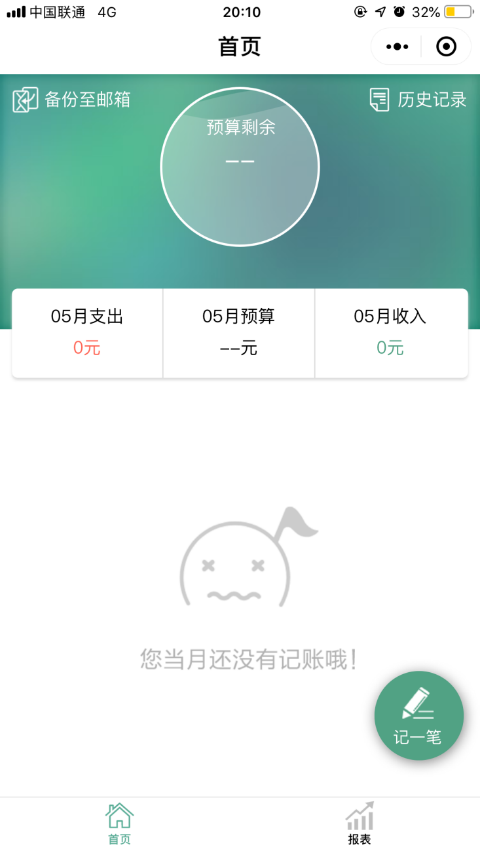 中国联通 4G 20:10 32%
首页
备份至邮箱 历史记录
预算剩余
--
05月支出 05月预算 05月收入
0元 --元 0元
您当月还没有记账哦！
记一笔
首页 报表